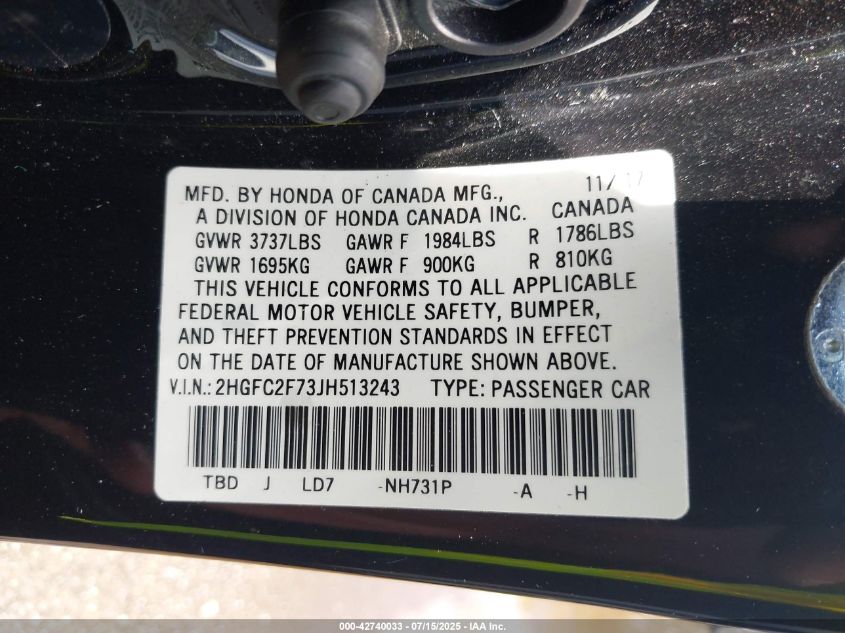 MFD. BY HONDA OF CANADA MFG., 11/17
A DIVISION OF HONDA CANADA INC. CANADA
GVWR 3737LBS GAWR F 1984LBS R 1786LBS
GVWR 1695KG GAWR F 900KG R 810KG
THIS VEHICLE CONFORMS TO ALL APPLICABLE
FEDERAL MOTOR VEHICLE SAFETY, BUMPER,
AND THEFT PREVENTION STANDARDS IN EFFECT
ON THE DATE OF MANUFACTURE SHOWN ABOVE.
V.I.N.: 2HGFC2F73JH513243 TYPE: PASSENGER CAR
TBD J LD7 -NH731P -A -H
000-42740033 - 07/15/2025 - IAA Inc.